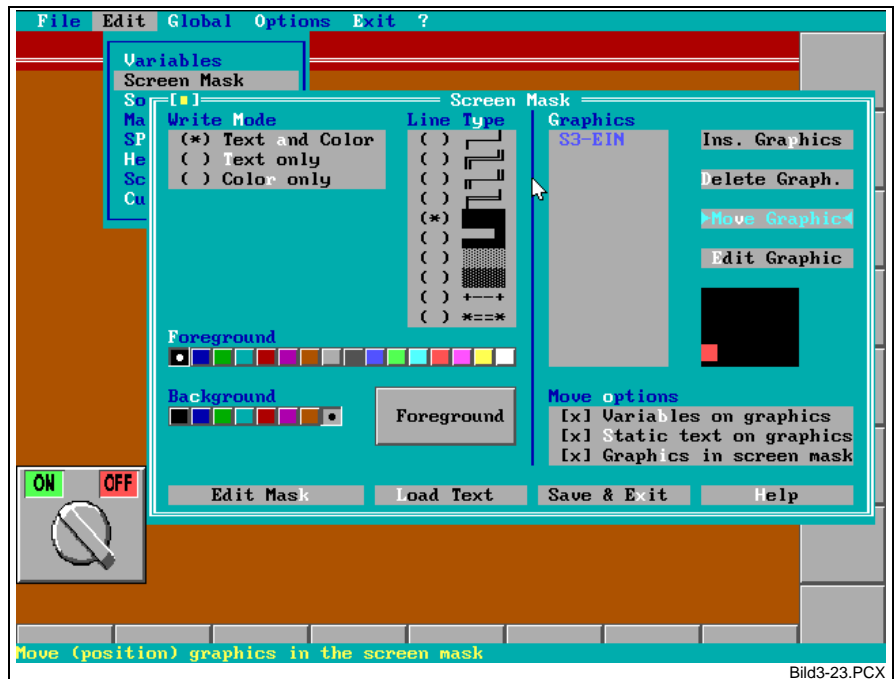 File Edit Global Options Exit ?
Variables
Screen Mask
So
Ma
SP
He
Sc
Cu
[■] Screen Mask
Write Mode
(*) Text and Color
( ) Text only
( ) Color only
Line Type
( )
( )
( )
( )
(*)
( )
( )
( )
( ) +--+
( ) *==*
Graphics
S3-EIN
Ins. Graphics
Delete Graph.
►Move Graphic◄
Edit Graphic
Foreground
Background
Foreground
Move options
[x] Variables on graphics
[x] Static text on graphics
[x] Graphics in screen mask
Edit Mask Load Text Save & Exit Help
ON OFF
Move (position) graphics in the screen mask
Bild3-23.PCX